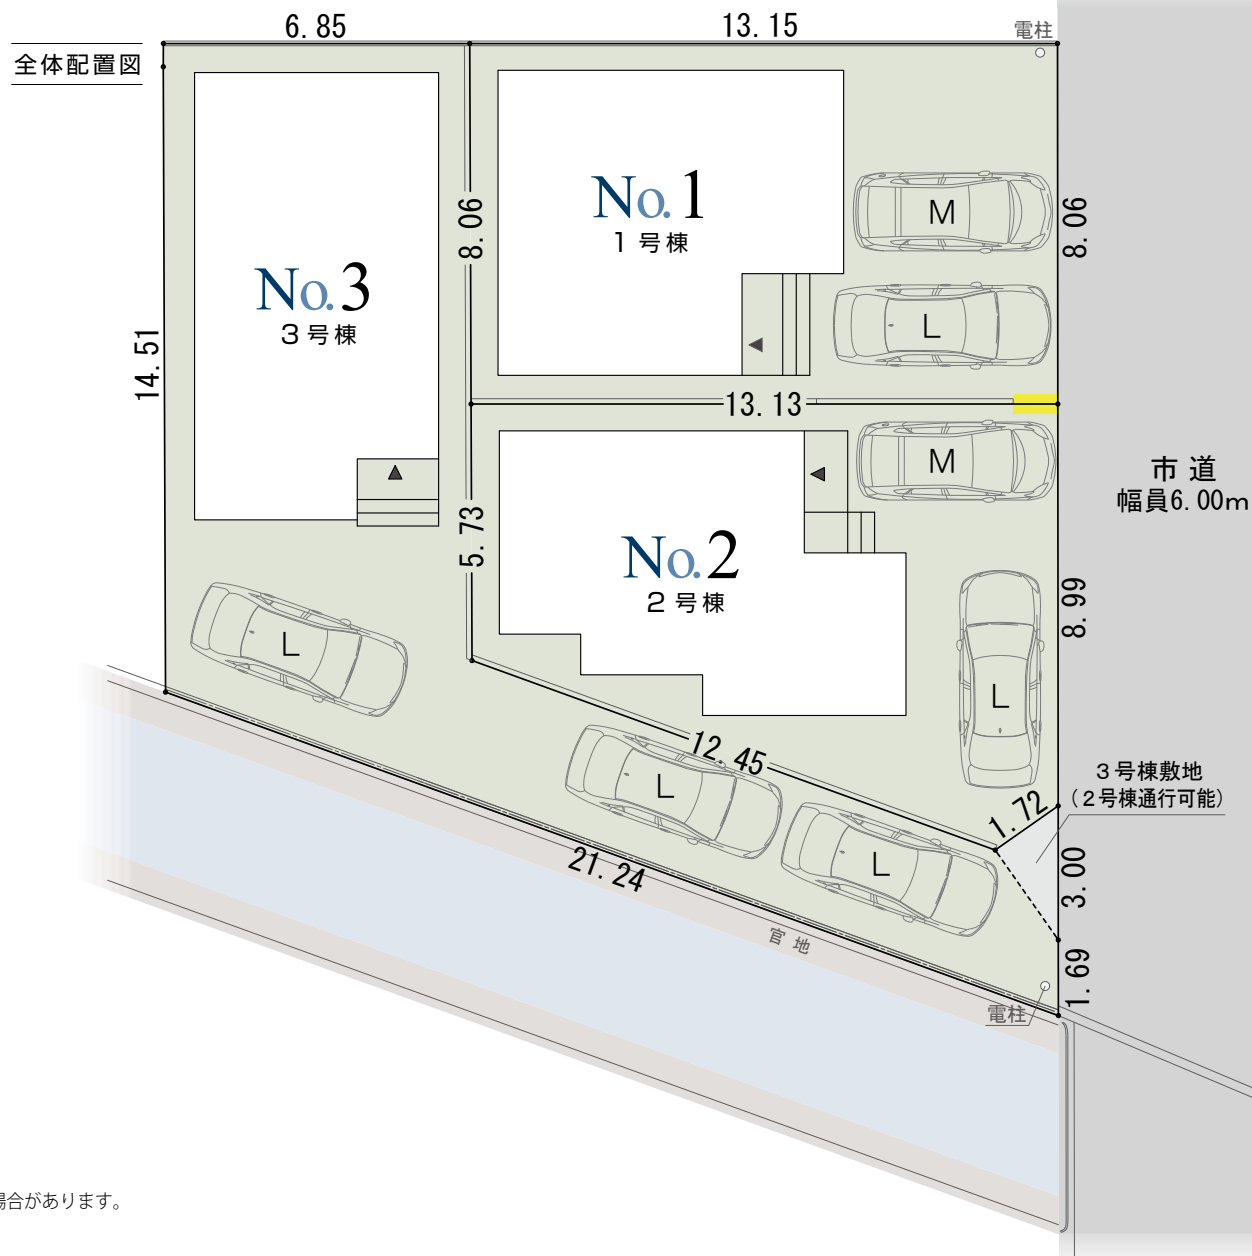 6.85
13.15
電柱
全体配置図
No.1
1号棟
M
8.06
8.06
L
No.3
3号棟
14.51
13.13
M
市道
幅員6.00m
5.73
No.2
2号棟
8.99
L
L
12.45
L
3号棟敷地
(2号棟通行可能)
1.72
L
3.00
21.24
官地
1.69
電柱
場合があります。